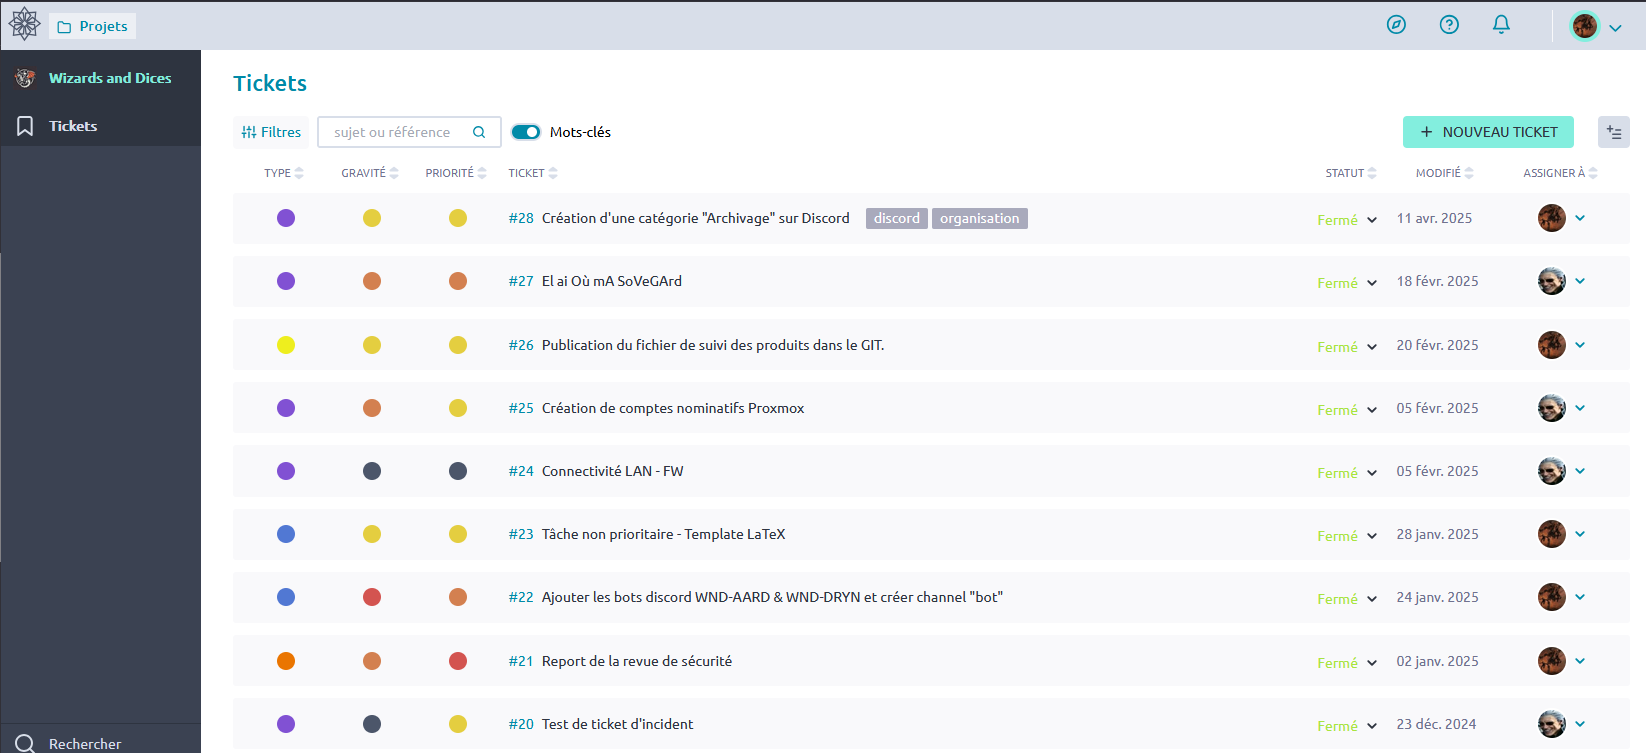 Projets
Wizards and Dices
Tickets
Rechercher
Tickets
Filtres sujet ou référence Mots-clés + NOUVEAU TICKET
TYPE GRAVITÉ PRIORITÉ TICKET STATUT MODIFIÉ ASSIGNER À
#28 Création d'une catégorie "Archivage" sur Discord discord organisation Fermé 11 avr. 2025
#27 El ai Où mA SoVeGArd Fermé 18 févr. 2025
#26 Publication du fichier de suivi des produits dans le GIT. Fermé 20 févr. 2025
#25 Création de comptes nominatifs Proxmox Fermé 05 févr. 2025
#24 Connectivité LAN - FW Fermé 05 févr. 2025
#23 Tâche non prioritaire - Template LaTeX Fermé 28 janv. 2025
#22 Ajouter les bots discord WND-AARD & WND-DRYN et créer channel "bot" Fermé 24 janv. 2025
#21 Report de la revue de sécurité Fermé 02 janv. 2025
#20 Test de ticket d'incident Fermé 23 déc. 2024